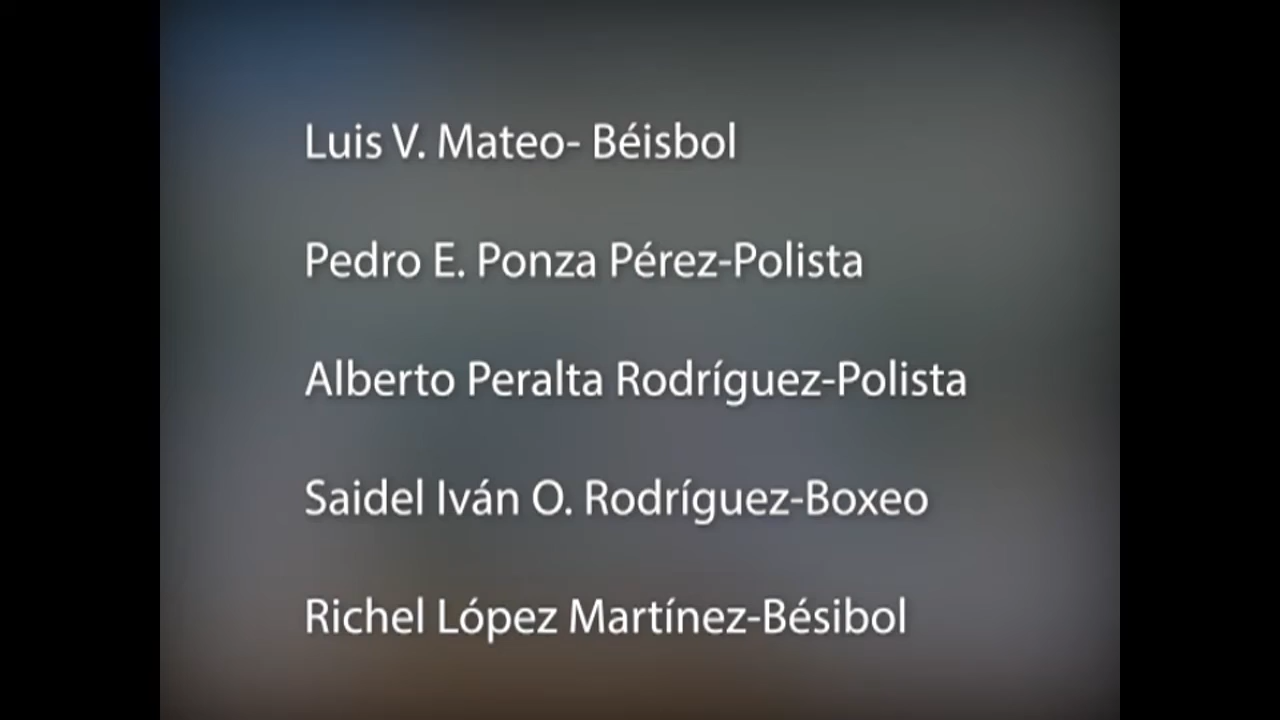 Luis V. Mateo- Béisbol
Pedro E. Ponza Pérez-Polista
Alberto Peralta Rodríguez-Polista
Saidel Iván O. Rodríguez-Boxeo
Richel López Martínez-Bésibol